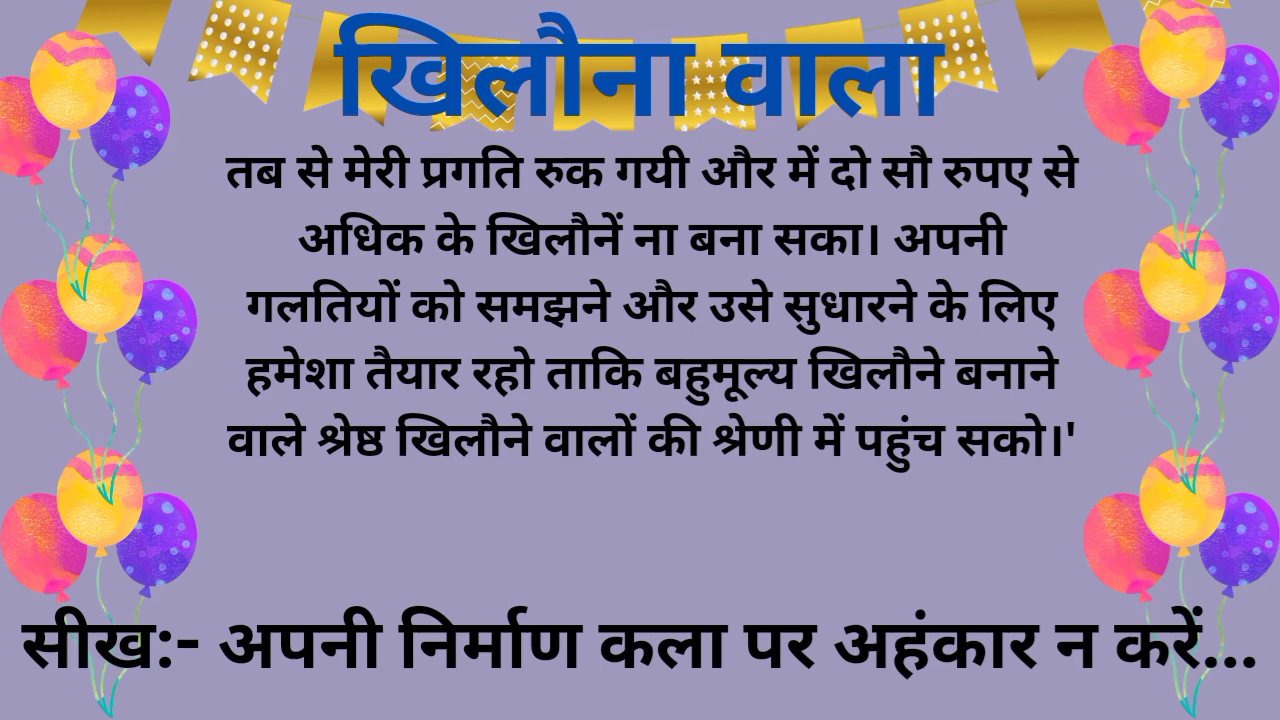 खिलौना वाला
तब से मेरी प्रगति रुक गयी और में दो सौ रुपए से
अधिक के खिलौनें ना बना सका। अपनी
गलतियों को समझने और उसे सुधारने के लिए
हमेशा तैयार रहो ताकि बहुमूल्य खिलौने बनाने
वाले श्रेष्ठ खिलौने वालों की श्रेणी में पहुंच सको।'
सीख:- अपनी निर्माण कला पर अहंकार न करें...